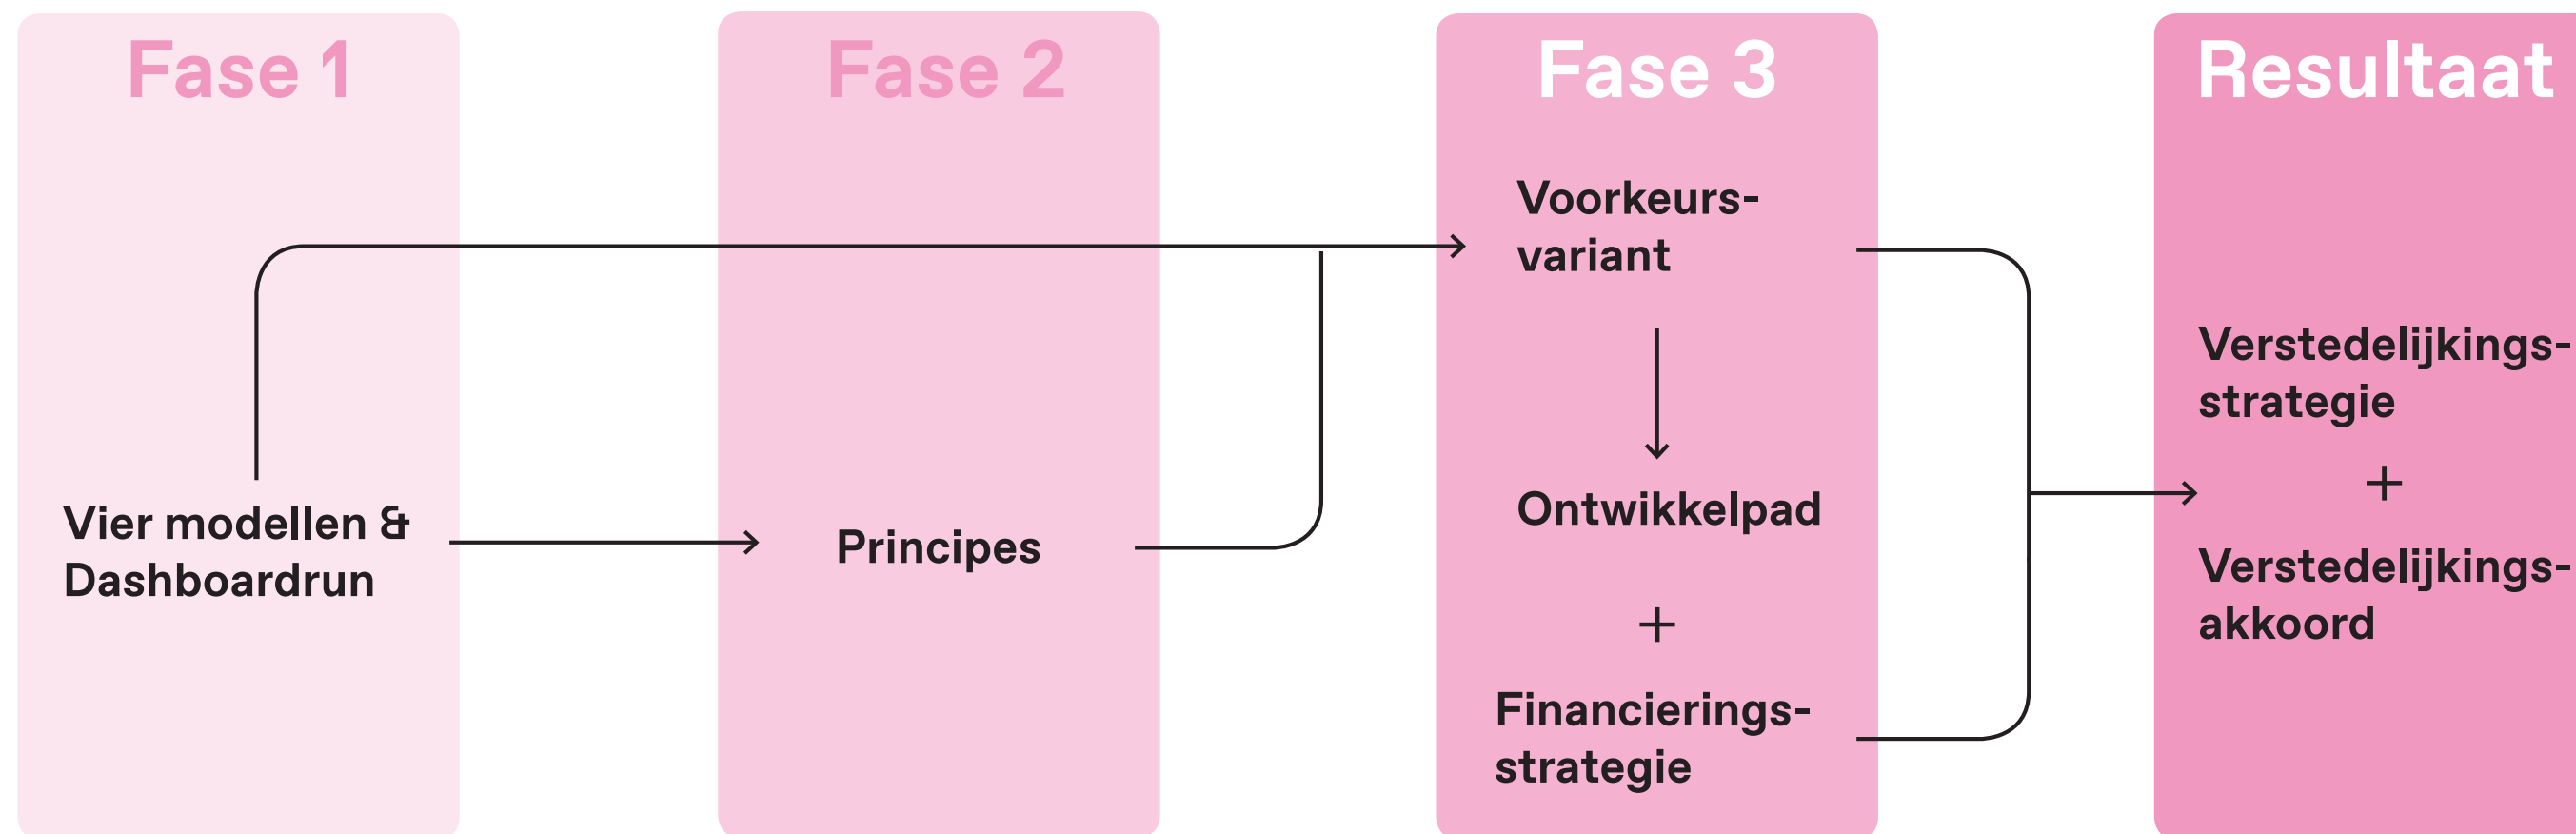 Fase 1
Vier modellen &
Dashboardrun
Fase 2
Principes
Fase 3
Voorkeurs-
variant
Ontwikkelpad
+
Financierings-
strategie
Resultaat
Verstedelijkings-
strategie
+
Verstedelijkings-
akkoord